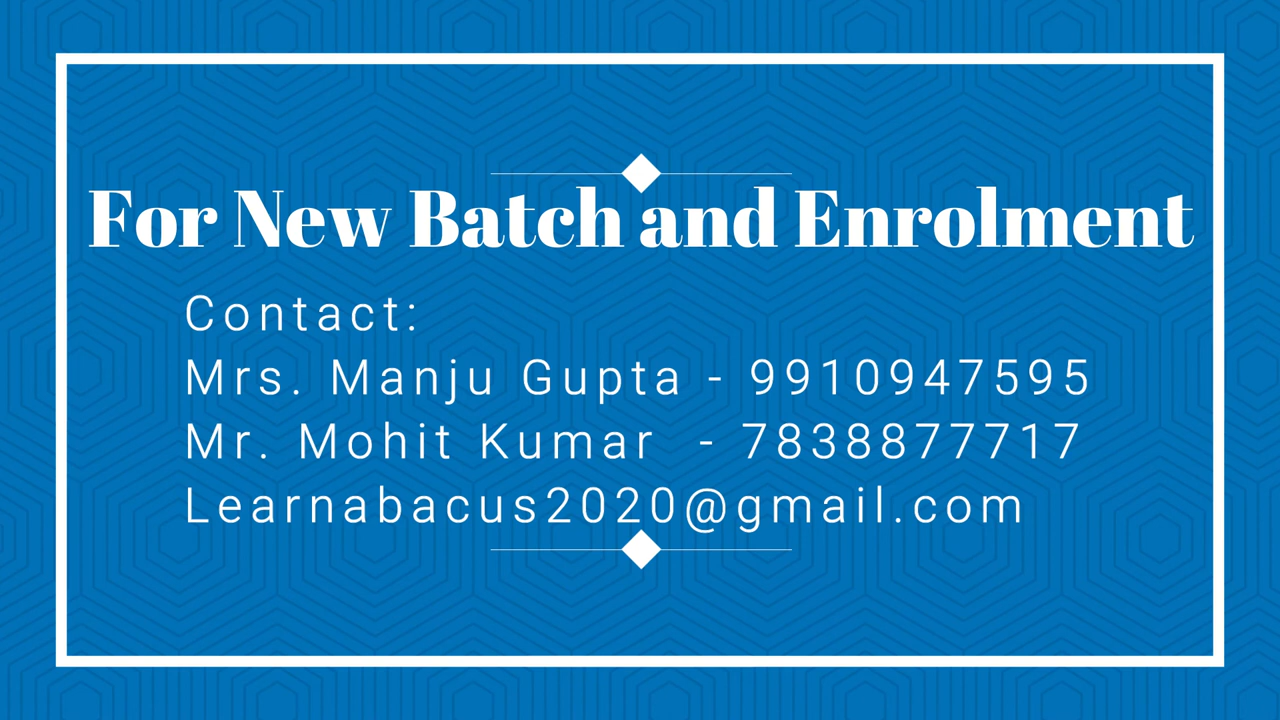 For New Batch and Enrolment
Contact:
Mrs. Manju Gupta - 9910947595
Mr. Mohit Kumar - 7838877717
Learnabacus2020@gmail.com